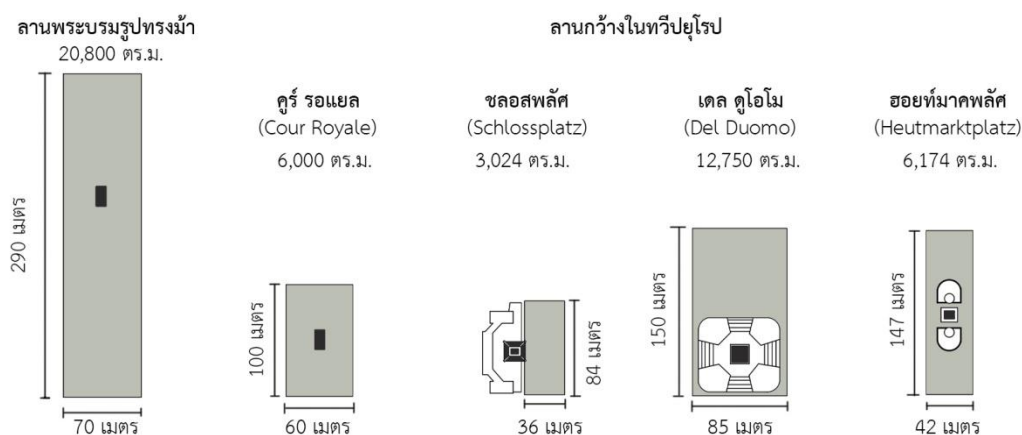 ลานพระบรมรูปทรงม้า
20,800 ตร.ม.
290 เมตร
70 เมตร
ลานกว้างในทวีปยุโรป
คูร์ รอแยล
(Cour Royale)
6,000 ตร.ม.
100 เมตร
60 เมตร
ชลอสพลัศ
(Schlossplatz)
3,024 ตร.ม.
84 เมตร
36 เมตร
เดล ดูโอโม
(Del Duomo)
12,750 ตร.ม.
150 เมตร
85 เมตร
ฮอยท์มาคพลัศ
(Heutmarktplatz)
6,174 ตร.ม.
147 เมตร
42 เมตร